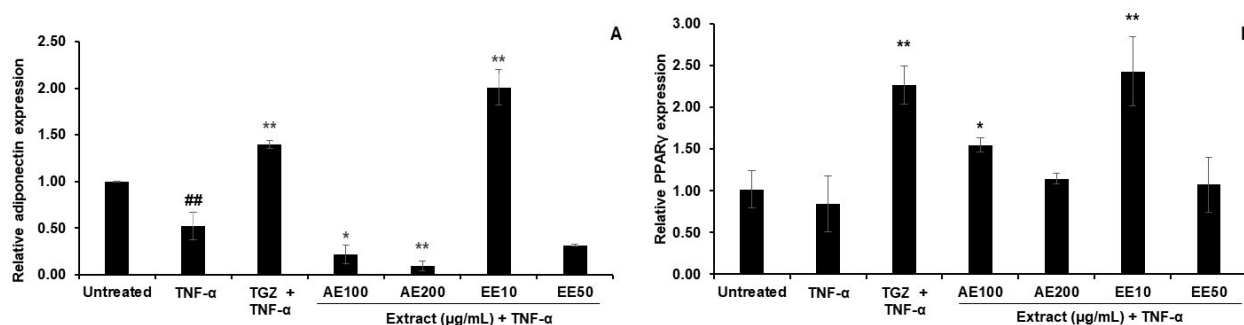 A
Relative adiponectin expression
2.50
2.00
1.50
1.00
0.50
0.00
##
**
*
**
**
Untreated
TNF-α
TGZ +
TNF-α
AE100
AE200
EE10
EE50
Extract (μg/mL) + TNF-α
Relative PPARγ expression
3.00
2.50
2.00
1.50
1.00
0.50
0.00
**
*
**
Untreated
TNF-α
TGZ +
TNF-α
AE100
AE200
EE10
EE50
Extract (μg/mL) + TNF-α